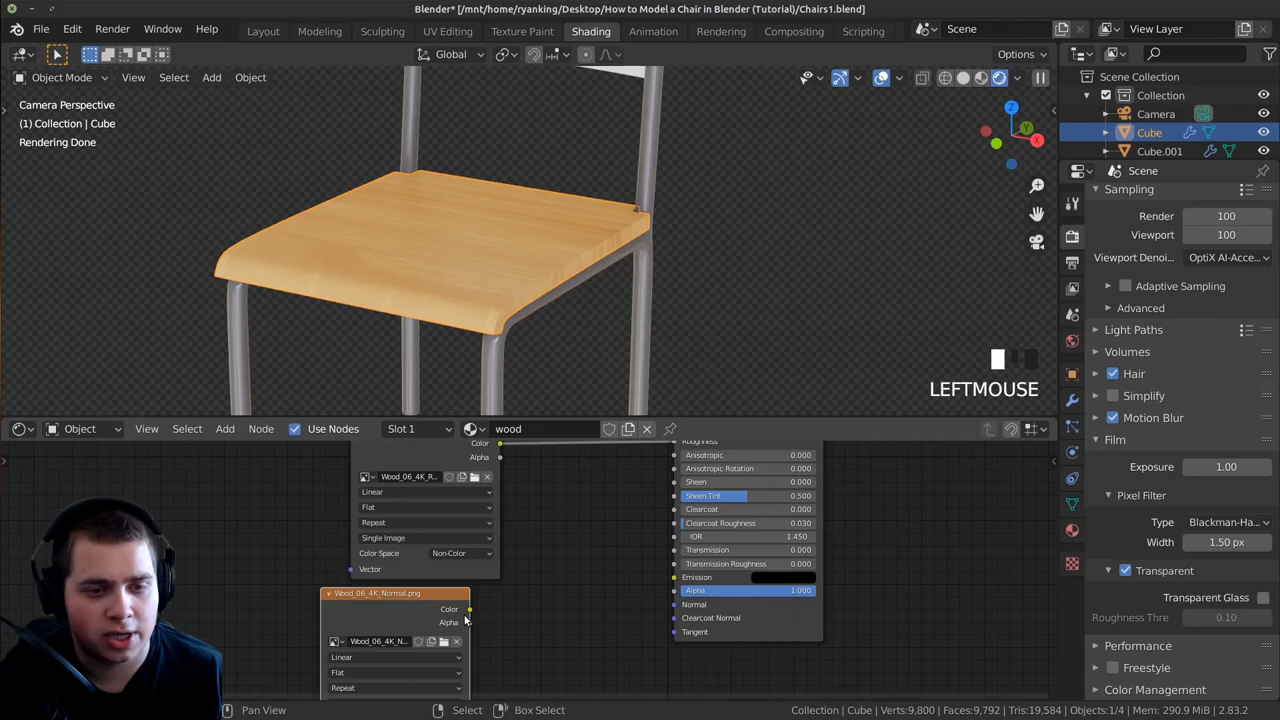 Blender* [/mnt/home/ryanking/Desktop/How to Model a Chair in Blender (Tutorial)/Chairs1.blend]
File Edit Render Window Help Layout Modeling Sculpting UV Editing Texture Paint Shading Animation Rendering Compositing Scripting Scene View Layer
Global Options
Object Mode View Select Add Object
Camera Perspective
(1) Collection | Cube
Rendering Done
X
Y
Z
Scene Collection
Collection
Camera
Cube
Cube.001
Scene
Sampling
Render 100
Viewport 100
Viewport Denoi... OptiX AI-Acce...
Adaptive Sampling
Advanced
Light Paths
Volumes
Hair
Simplify
Motion Blur
Film
Exposure 1.00
Pixel Filter
Type Blackman-Ha...
Width 1.50 px
Transparent
Transparent Glass
Roughness Thre 0.10
Performance
Freestyle
Color Management
LEFTMOUSE
Object View Select Add Node Use Nodes Slot 1 wood
Color
Alpha
Wood_06_4K_R...
Linear
Flat
Repeat
Single Image
Color Space Non-Color
Vector
Wood_06_4K_Normal.png
Color
Alpha
Wood_06_4K_N...
Linear
Flat
Repeat
Roughness
Anisotropic 0.000
Anisotropic Rotation 0.000
Sheen 0.000
Sheen Tint 0.500
Clearcoat 0.000
Clearcoat Roughness 0.030
IOR 1.450
Transmission 0.000
Transmission Roughness 0.000
Emission
Alpha 1.000
Normal
Clearcoat Normal
Tangent
Pan View Select Box Select Collection | Cube | Verts:9,800 | Faces:9,792 | Tris:19,584 | Objects:1/4 | Mem: 290.9 MiB | 2.83.2